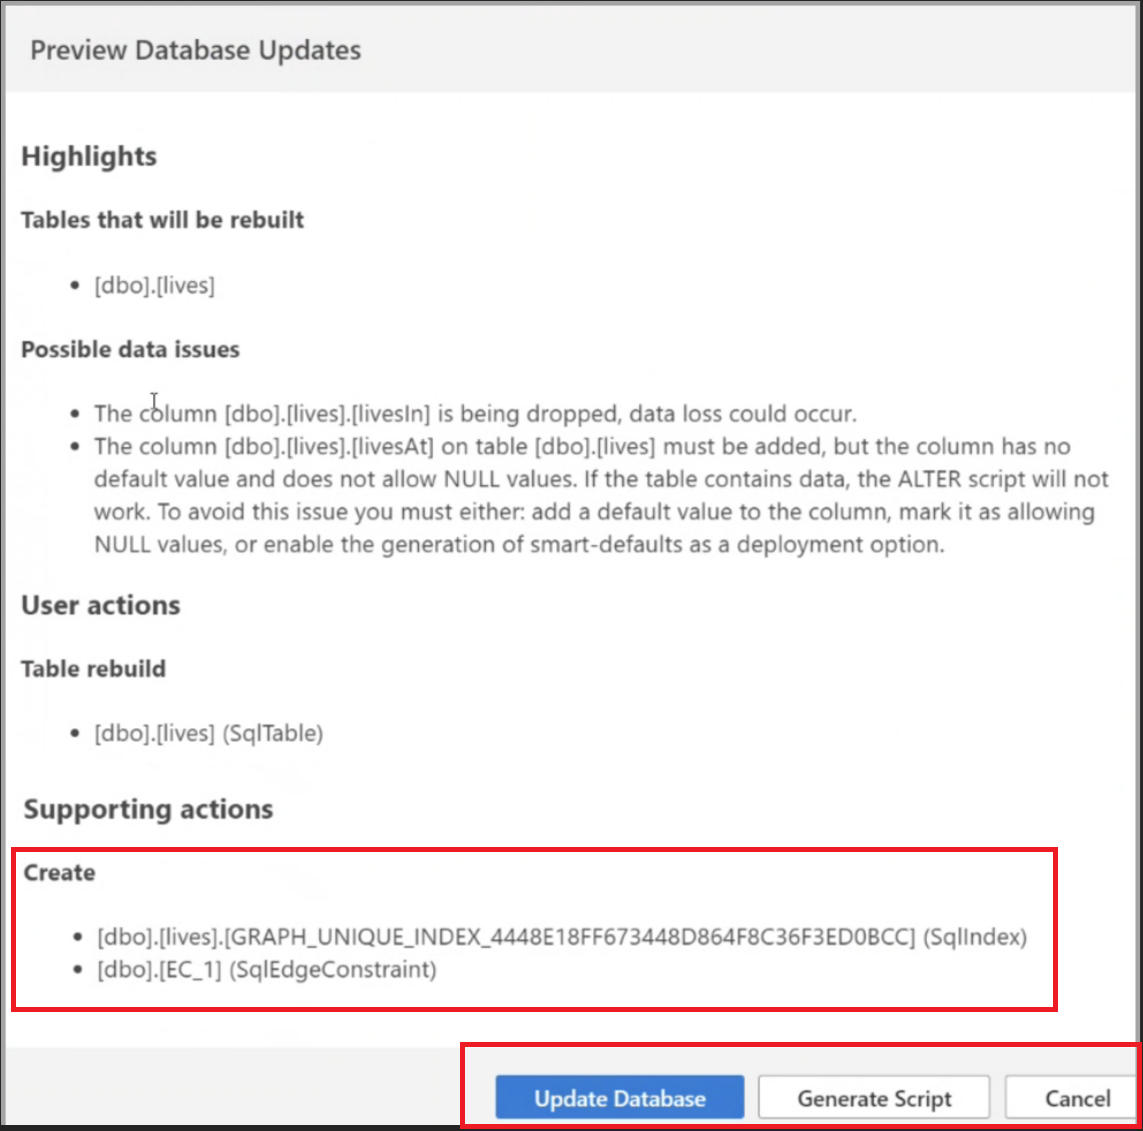 Preview Database Updates
Highlights
Tables that will be rebuilt
• [dbo].[lives]
Possible data issues
• The column [dbo].[lives].[livesIn] is being dropped, data loss could occur.
• The column [dbo].[lives].[livesAt] on table [dbo].[lives] must be added, but the column has no
default value and does not allow NULL values. If the table contains data, the ALTER script will not
work. To avoid this issue you must either: add a default value to the column, mark it as allowing
NULL values, or enable the generation of smart-defaults as a deployment option.
User actions
Table rebuild
• [dbo].[lives] (SqlTable)
Supporting actions
Create
• [dbo].[lives].[GRAPH_UNIQUE_INDEX_4448E18FF673448D864F8C36F3ED0BCC] (SqlIndex)
• [dbo].[EC_1] (SqlEdgeConstraint)
Update Database Generate Script Cancel